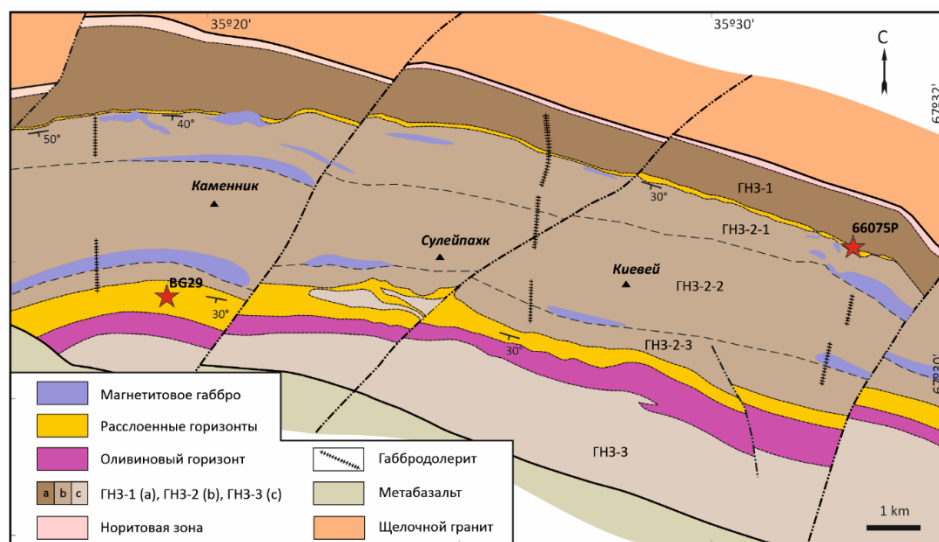 35º20'
35º30'
С
67º32'
50°
40°
Каменник
30°
ГНЗ-1
66075Р
ГНЗ-2-1
Сулейпахк
Киевей
ГНЗ-2-2
BG29
30°
30°
ГНЗ-2-3
67º30'
ГНЗ-3
Магнетитовое габбро
Расслоенные горизонты
Оливиновый горизонт
a b c ГНЗ-1 (a), ГНЗ-2 (b), ГНЗ-3 (c)
Норитовая зона
Габбродолерит
Метабазальт
Щелочной гранит
1 km